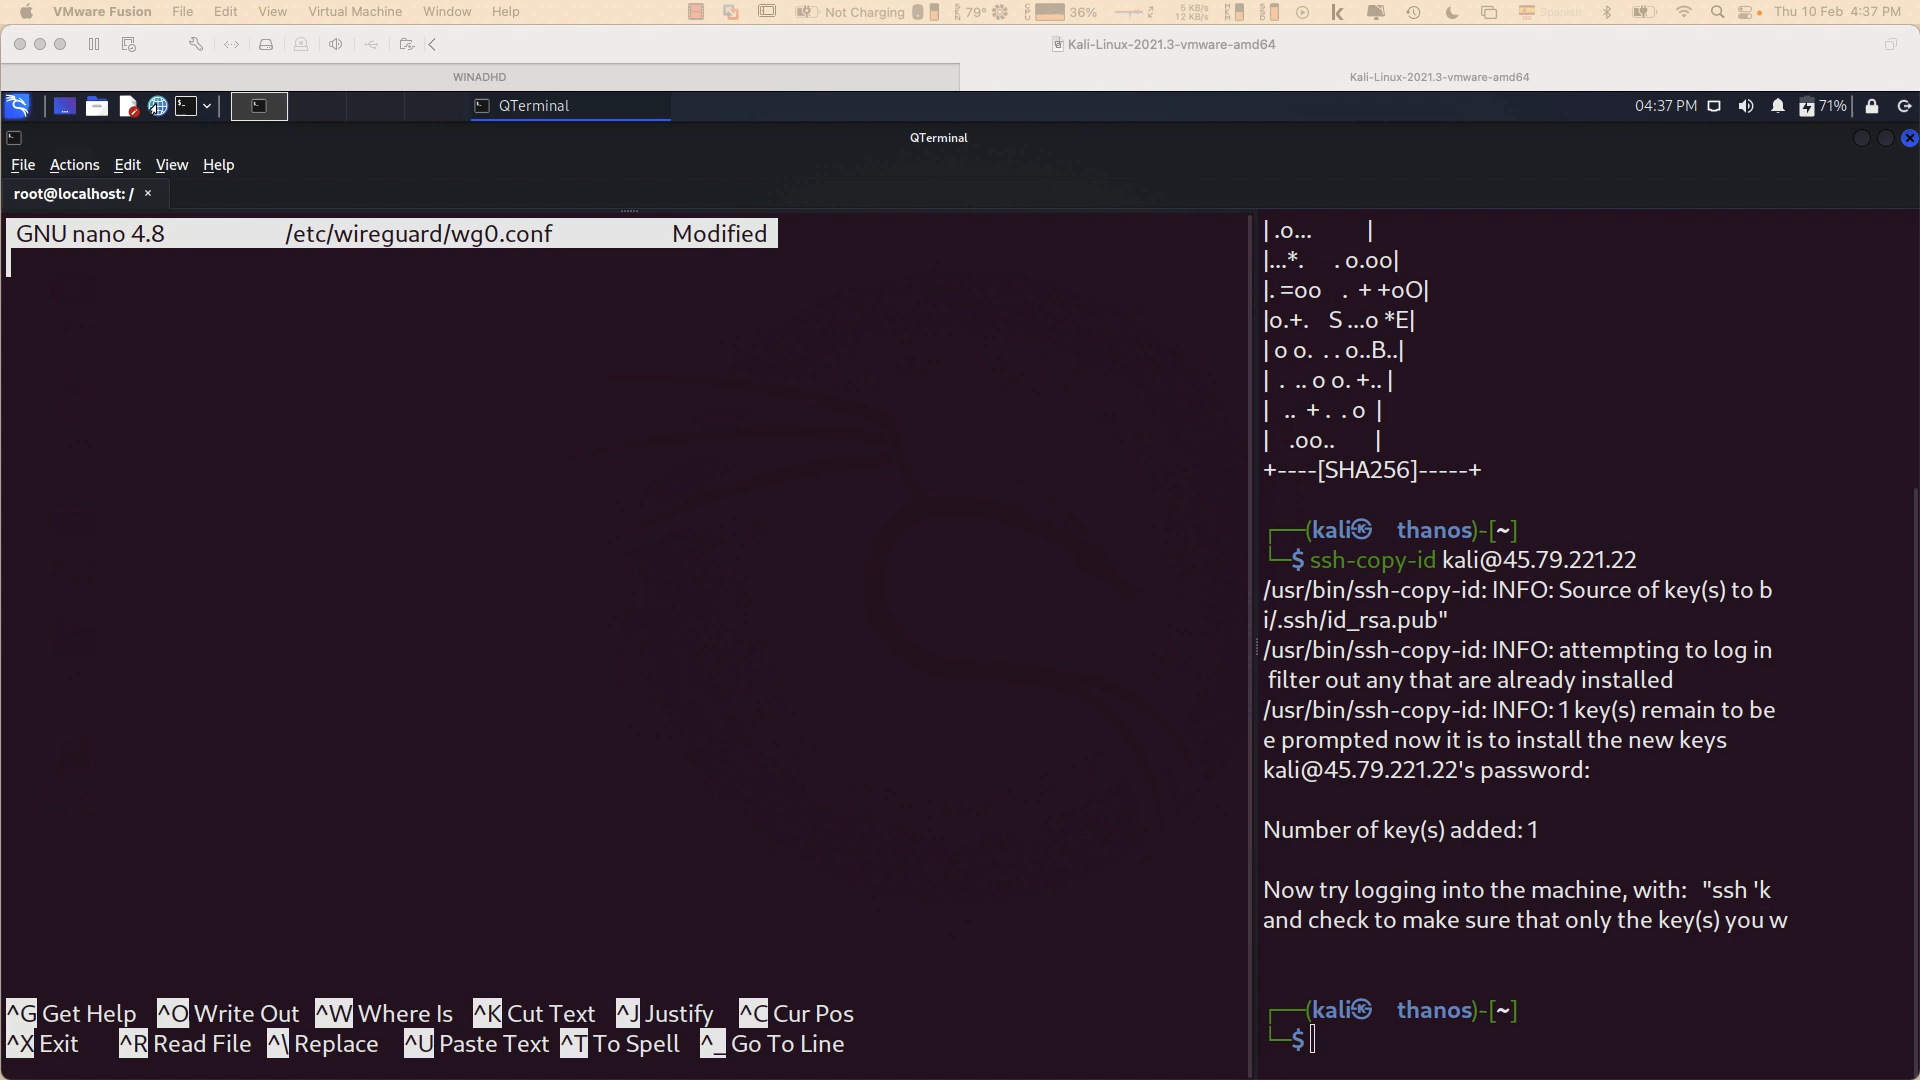 VMware Fusion File Edit View Virtual Machine Window Help Not Charging 79° 36% 5 KB/s 12 KB/s Spanish Thu 10 Feb 4:37 PM
Kali-Linux-2021.3-vmware-amd64
WINADHD Kali-Linux-2021.3-vmware-amd64
QTerminal 04:37 PM 71%
QTerminal
File Actions Edit View Help
root@localhost: / ×
GNU nano 4.8 /etc/wireguard/wg0.conf Modified
^G Get Help ^O Write Out ^W Where Is ^K Cut Text ^J Justify ^C Cur Pos
^X Exit ^R Read File ^\ Replace ^U Paste Text ^T To Spell ^_ Go To Line
| .o... |
|...*. . o.oo|
|. =oo . + +oO|
|o.+. S ...o *E|
| o o. . . o..B..|
| . .. o o. +.. |
| .. + . . o |
| .oo.. |
+----[SHA256]-----+
┌──(kali㉿ thanos)-[~]
└─$ ssh-copy-id kali@45.79.221.22
/usr/bin/ssh-copy-id: INFO: Source of key(s) to b
i/.ssh/id_rsa.pub"
/usr/bin/ssh-copy-id: INFO: attempting to log in
filter out any that are already installed
/usr/bin/ssh-copy-id: INFO: 1 key(s) remain to be
e prompted now it is to install the new keys
kali@45.79.221.22's password:
Number of key(s) added: 1
Now try logging into the machine, with: "ssh 'k
and check to make sure that only the key(s) you w
┌──(kali㉿ thanos)-[~]
└─$